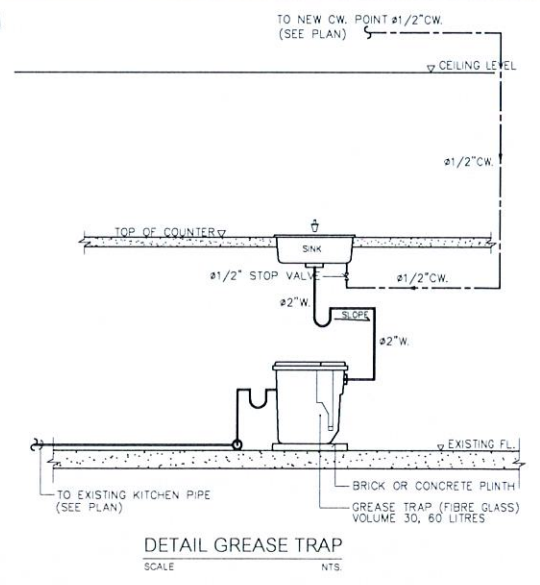 TO NEW CW. POINT ø1/2"CW.
(SEE PLAN)
CEILING LEVEL
ø1/2"CW.
TOP OF COUNTER
SINK
ø1/2" STOP VALVE
ø1/2"CW.
ø2"W.
SLOPE
ø2"W.
EXISTING FL.
BRICK OR CONCRETE PLINTH
TO EXISTING KITCHEN PIPE
(SEE PLAN)
GREASE TRAP (FIBRE GLASS)
VOLUME 30, 60 LITRES
DETAIL GREASE TRAP
SCALE NTS.